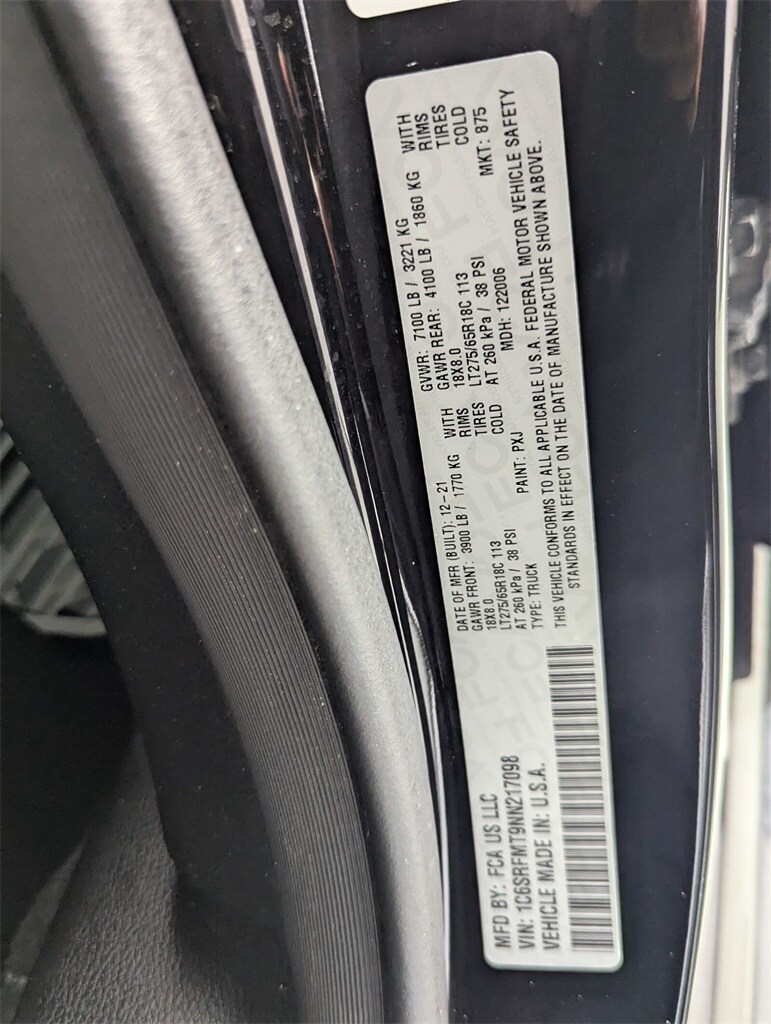 MFD BY: FCA US LLC
VIN: 1C6SRFMT9NN217098
VEHICLE MADE IN: U.S.A.
DATE OF MFR (BUILT): 12-21
GAWR FRONT: 3900 LB / 1770 KG WITH
18X8.0 RIMS
LT275/65R18C 113 TIRES
AT 260 kPa / 38 PSI COLD
TYPE: TRUCK PAINT: PXJ
GVWR: 7100 LB / 3221 KG
GAWR REAR: 4100 LB / 1860 KG WITH
18X8.0 RIMS
LT275/65R18C 113 TIRES
AT 260 kPa / 38 PSI COLD
MDH: 122006 MKT: 875
THIS VEHICLE CONFORMS TO ALL APPLICABLE U.S.A. FEDERAL MOTOR VEHICLE SAFETY
STANDARDS IN EFFECT ON THE DATE OF MANUFACTURE SHOWN ABOVE.